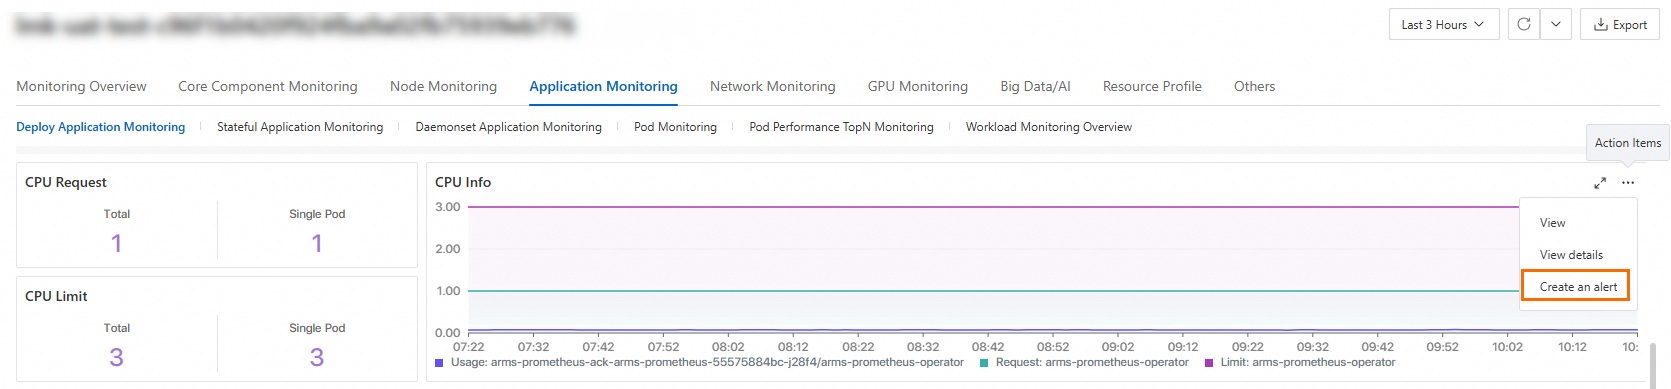 Last 3 Hours
Export
Monitoring Overview Core Component Monitoring Node Monitoring Application Monitoring Network Monitoring GPU Monitoring Big Data/AI Resource Profile Others
Deploy Application Monitoring Stateful Application Monitoring Daemonset Application Monitoring Pod Monitoring Pod Performance TopN Monitoring Workload Monitoring Overview
Action Items
CPU Request
Total Single Pod
1 1
CPU Limit
Total Single Pod
3 3
CPU Info
3.00
2.00
1.00
0.00
07:22 07:32 07:42 07:52 08:02 08:12 08:22 08:32 08:42 08:52 09:02 09:12 09:22 09:32 09:42 09:52 10:02 10:12 10:
Usage: arms-prometheus-ack-arms-prometheus-55575884bc-j28f4/arms-prometheus-operator Request: arms-prometheus-operator Limit: arms-prometheus-operator
View
View details
Create an alert